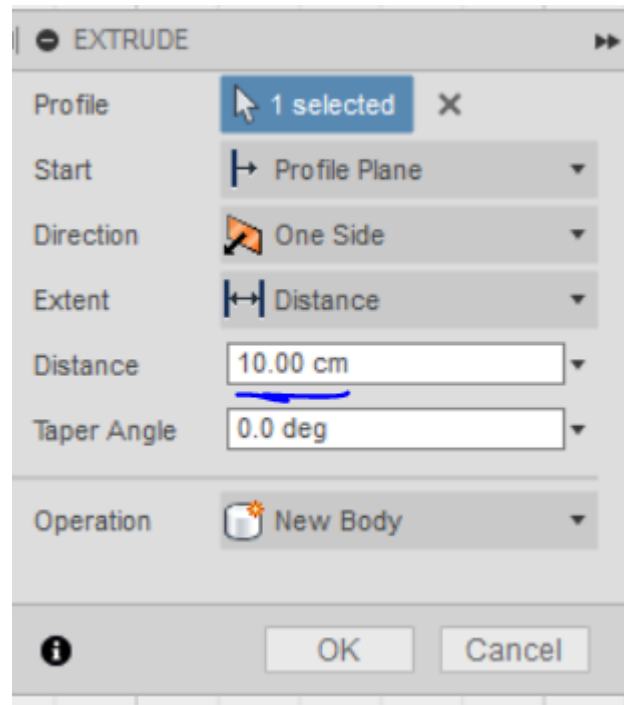 EXTRUDE
Profile 1 selected
Start Profile Plane
Direction One Side
Extent Distance
Distance 10.00 cm
Taper Angle 0.0 deg
Operation New Body
OK Cancel